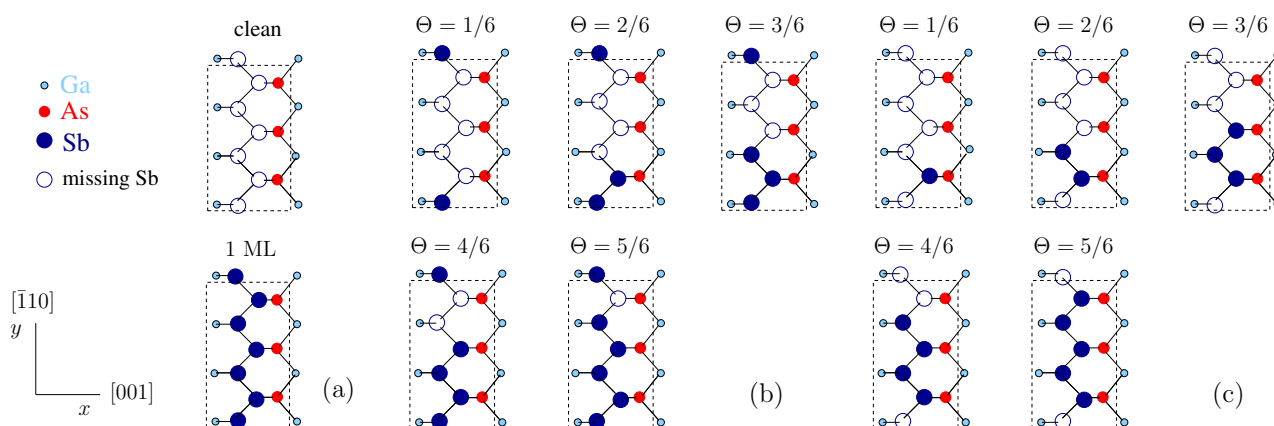 clean
Θ = 1/6
Θ = 2/6
Θ = 3/6
Θ = 1/6
Θ = 2/6
Θ = 3/6
Ga
As
Sb
missing Sb
1 ML
Θ = 4/6
Θ = 5/6
Θ = 4/6
Θ = 5/6
[1̄10]
y
x
[001]
(a)
(b)
(c)